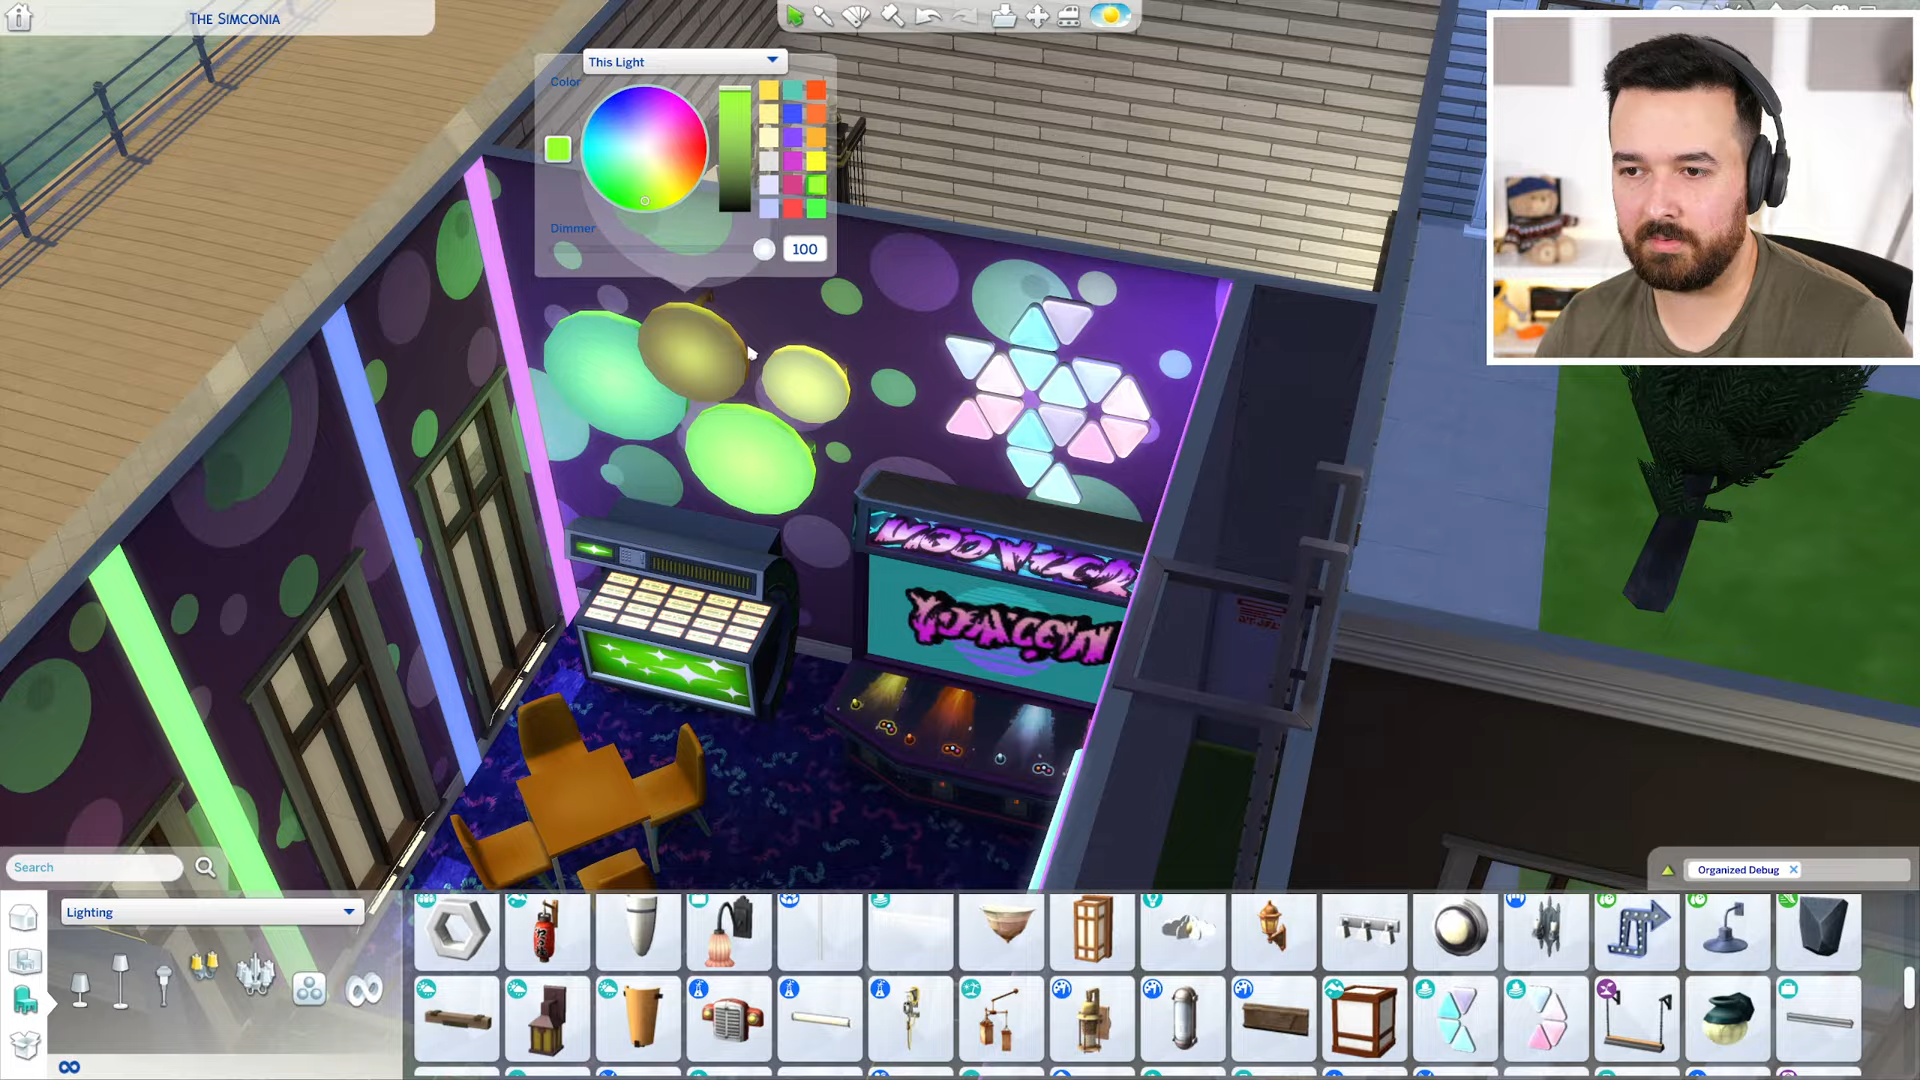 The Simconia
This Light
Color
Dimmer
100
Search
Organized Debug
Lighting